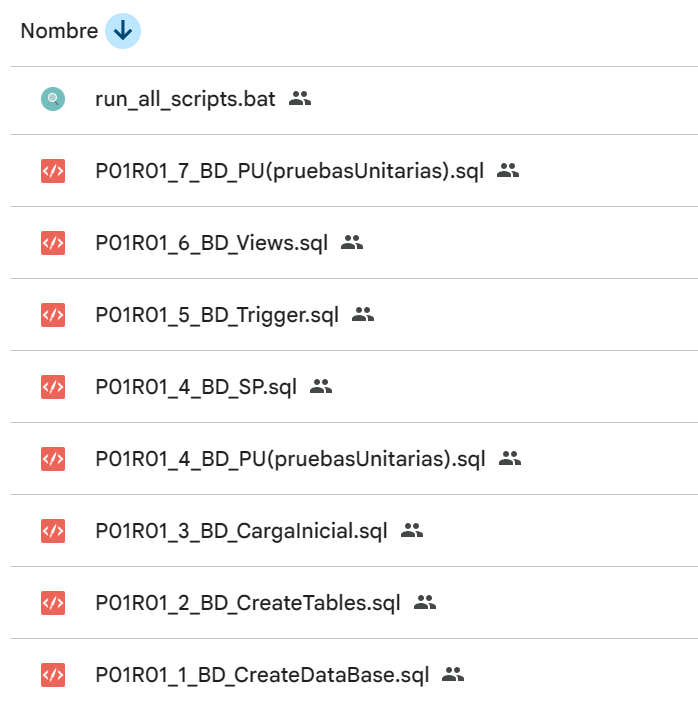 Nombre
run_all_scripts.bat
P01R01_7_BD_PU(pruebasUnitarias).sql
P01R01_6_BD_Views.sql
P01R01_5_BD_Trigger.sql
P01R01_4_BD_SP.sql
P01R01_4_BD_PU(pruebasUnitarias).sql
P01R01_3_BD_CargaInicial.sql
P01R01_2_BD_CreateTables.sql
P01R01_1_BD_CreateDataBase.sql